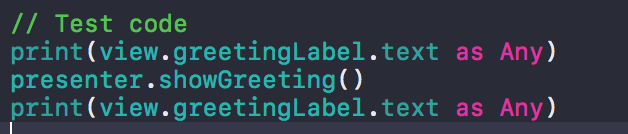 // Test code
print(view.greetingLabel.text as Any)
presenter.showGreeting()
print(view.greetingLabel.text as Any)